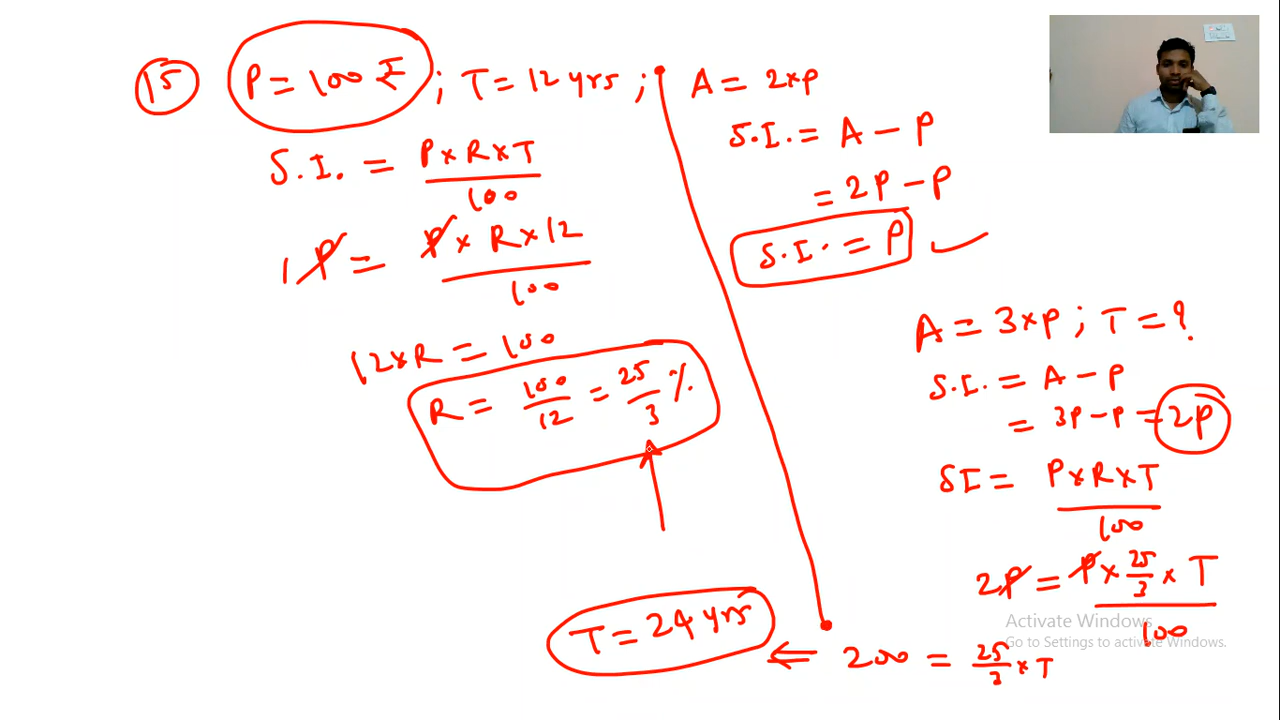 15 P = 100 ₹ ; T = 12 yrs ;
S.I. = P×R×T / 100
1P = P × R × 12 / 100
12×R = 100
R = 100/12 = 25/3 %
A = 2×P
S.I. = A − P
= 2P − P
S.I. = P
A = 3×P ; T = ?
S.I. = A − P
= 3P − P = 2P
SI = P×R×T / 100
2P = P × 25/3 × T / 100
200 = 25/3 × T
⇐
T = 24 yrs
Activate Windows
Go to Settings to activate Windows.